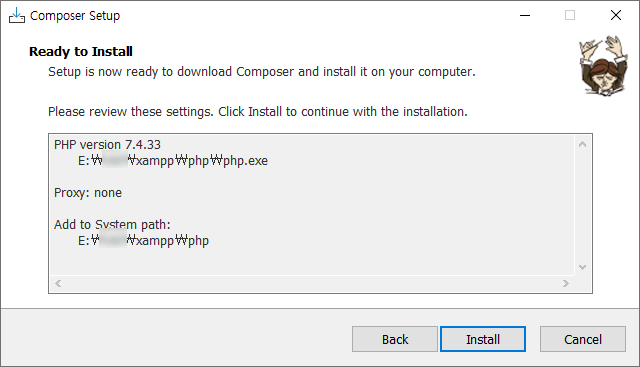 Composer Setup
Ready to Install
Setup is now ready to download Composer and install it on your computer.
Please review these settings. Click Install to continue with the installation.
PHP version 7.4.33
E:₩ ₩xampp₩php₩php.exe
Proxy: none
Add to System path:
E:₩ ₩xampp₩php
Back
Install
Cancel